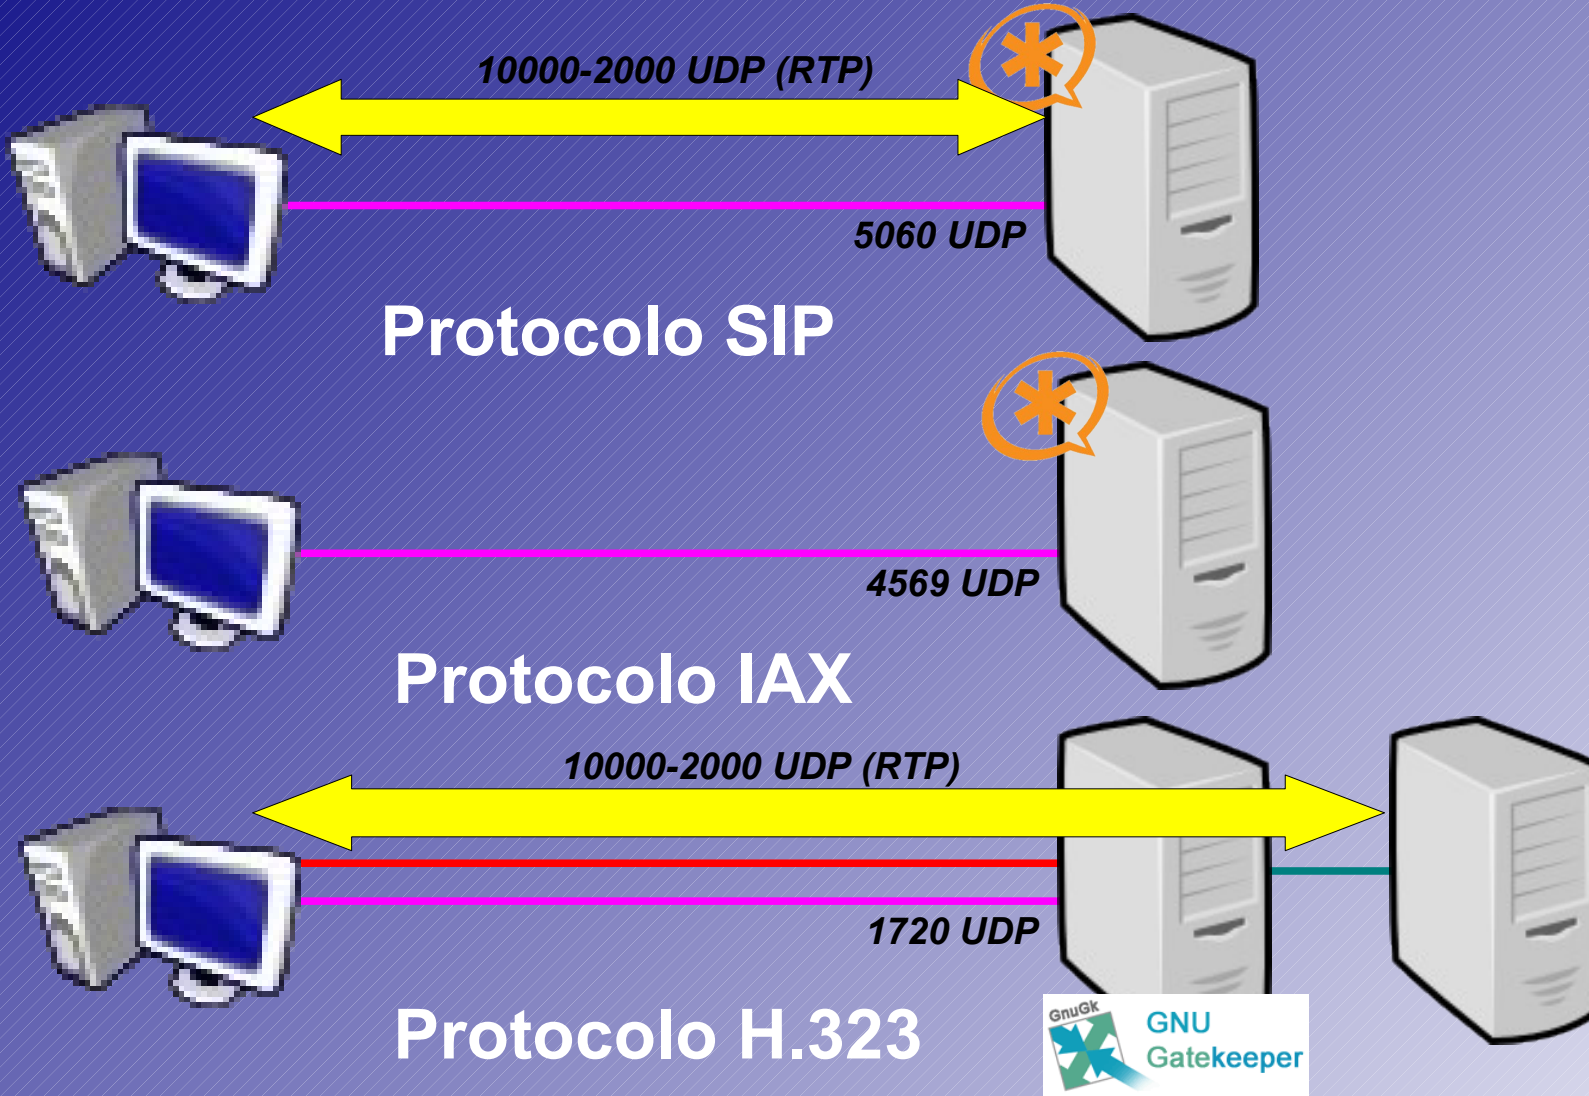 10000-2000 UDP (RTP)
5060 UDP
Protocolo SIP
4569 UDP
Protocolo IAX
10000-2000 UDP (RTP)
1720 UDP
Protocolo H.323
GnuGk
GNU
Gatekeeper